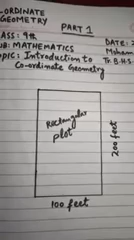 -ORDINATE
GEOMETRY
PART 1
ASS: 9th
UB: MATHEMATICS
OPIC: Introduction to
Co-ordinate Geometry
Tr. B.H.S
Rectangular
Plot
200 feet
100 feet